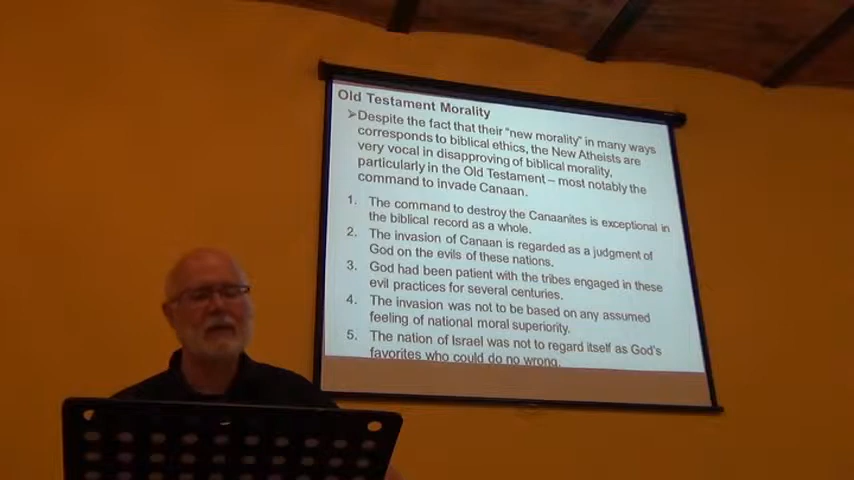 Old Testament Morality
➢Despite the fact that their "new morality" in many ways
corresponds to biblical ethics, the New Atheists are
very vocal in disapproving of biblical morality,
particularly in the Old Testament – most notably the
command to invade Canaan.
1. The command to destroy the Canaanites is exceptional in
the biblical record as a whole.
2. The invasion of Canaan is regarded as a judgment of
God on the evils of these nations.
3. God had been patient with the tribes engaged in these
evil practices for several centuries.
4. The invasion was not to be based on any assumed
feeling of national moral superiority.
5. The nation of Israel was not to regard itself as God's
favorites who could do no wrong.